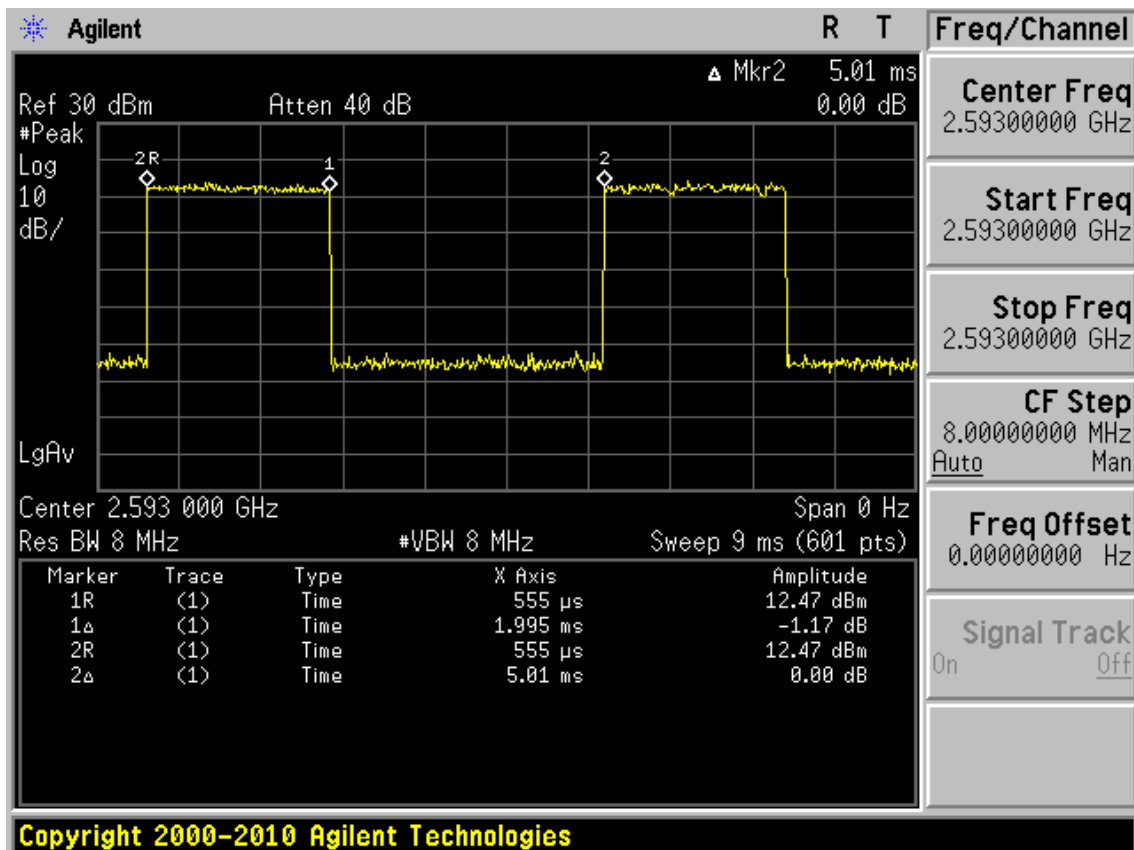 Agilent R T
Freq/Channel
Δ Mkr2 5.01 ms
Ref 30 dBm Atten 40 dB 0.00 dB
#Peak
Log
10
dB/
2R
1
2
LgAv
Center 2.593 000 GHz Span 0 Hz
Res BW 8 MHz #VBW 8 MHz Sweep 9 ms (601 pts)
Marker Trace Type X Axis Amplitude
1R (1) Time 555 µs 12.47 dBm
1Δ (1) Time 1.995 ms -1.17 dB
2R (1) Time 555 µs 12.47 dBm
2Δ (1) Time 5.01 ms 0.00 dB
Center Freq
2.59300000 GHz
Start Freq
2.59300000 GHz
Stop Freq
2.59300000 GHz
CF Step
8.00000000 MHz
Auto Man
Freq Offset
0.00000000 Hz
Signal Track
On Off
Copyright 2000-2010 Agilent Technologies